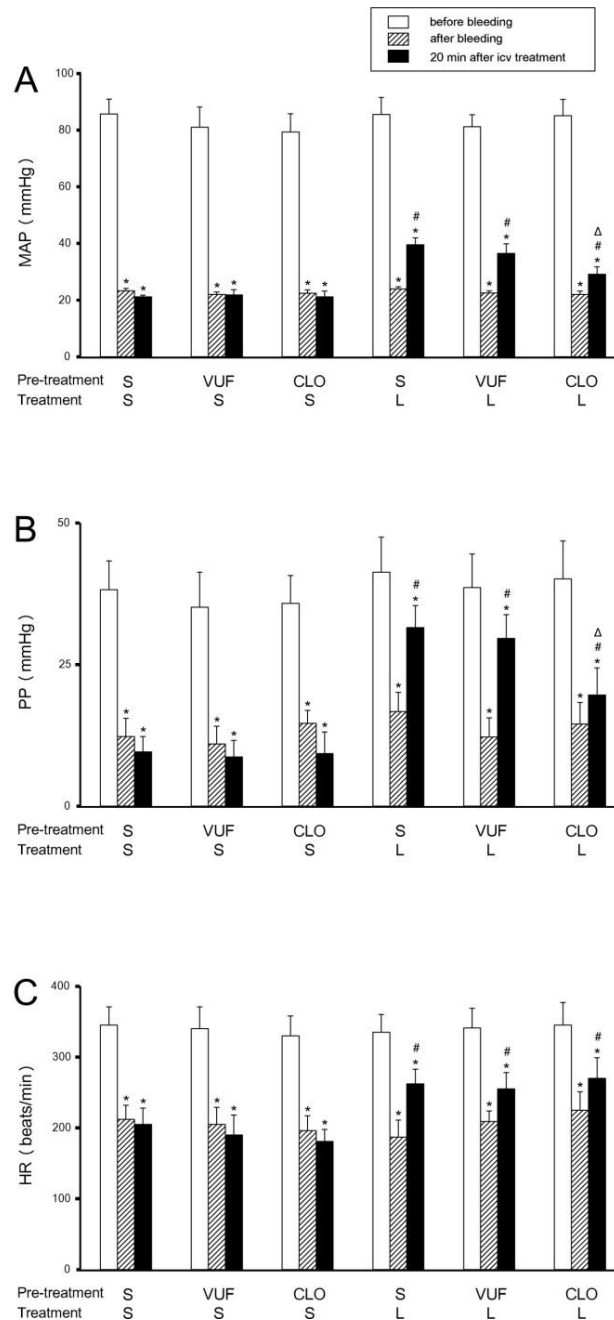 before bleeding
after bleeding
20 min after icv treatment
A
100
80
60
40
20
0
MAP ( mmHg )
* * * * * * * # * * # * * Δ # *
Pre-treatment S VUF CLO S VUF CLO
Treatment S S S L L L
B
50
25
0
PP ( mmHg )
* * * * * * * # * * # * * Δ # *
Pre-treatment S VUF CLO S VUF CLO
Treatment S S S L L L
C
400
300
200
100
0
HR ( beats/min )
* * * * * * * # * * # * * # *
Pre-treatment S VUF CLO S VUF CLO
Treatment S S S L L L